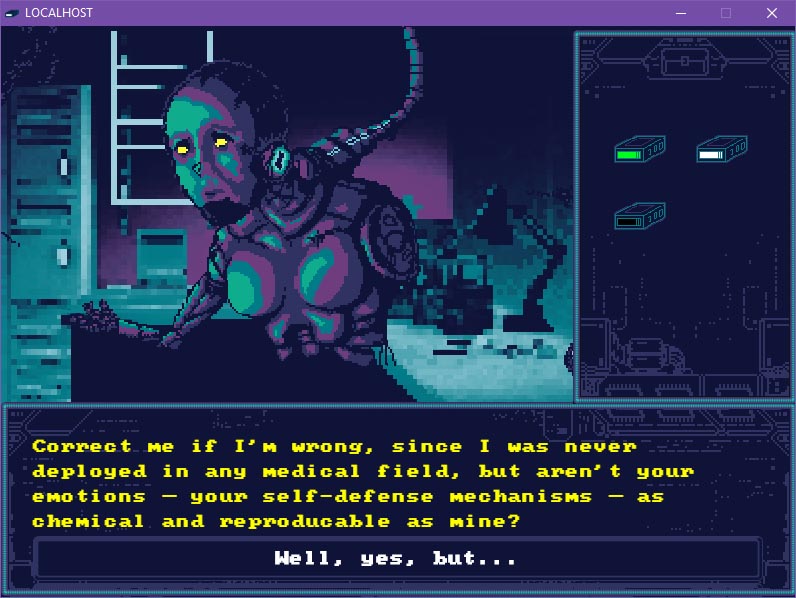 LOCALHOST
Correct me if I'm wrong, since I was never
deployed in any medical field, but aren't your
emotions — your self-defense mechanisms — as
chemical and reproducable as mine?
Well, yes, but...